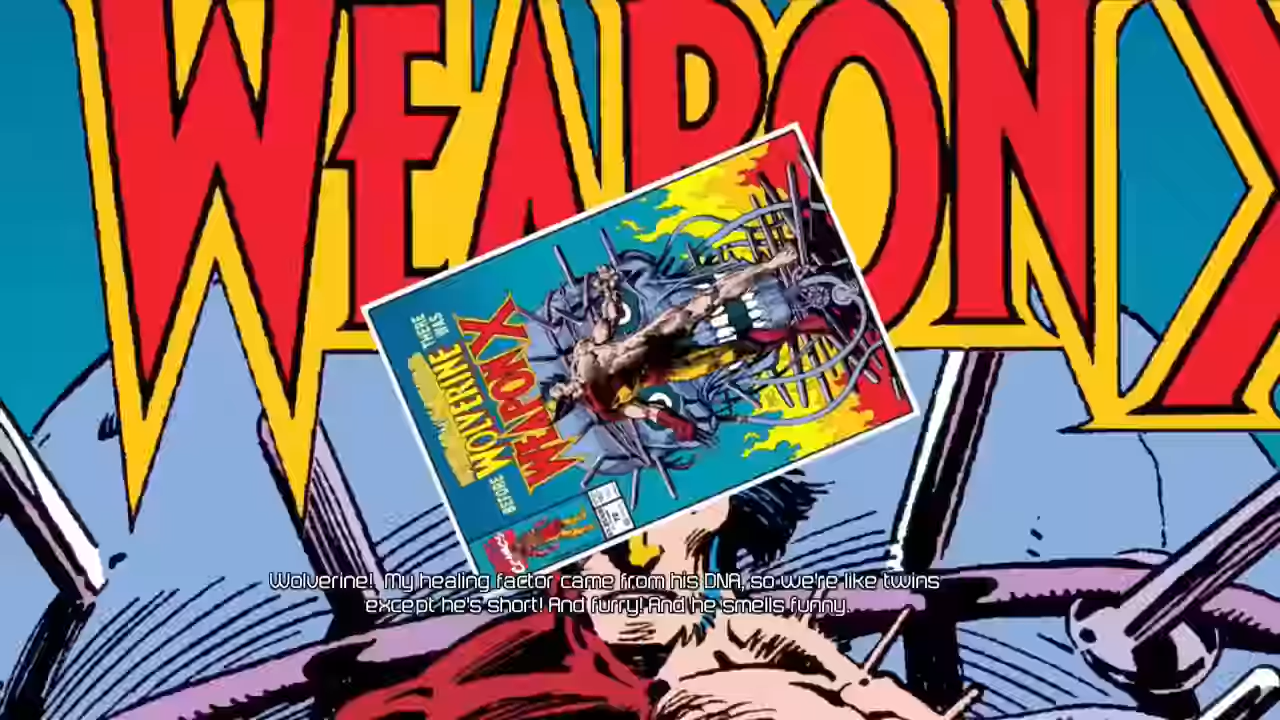 WEAPON X
BEFORE WOLVERINE THERE WAS
WEAPON X
Wolverine! My healing factor came from his DNA, so we're like twins
except he's short! And furry! And he smells funny.